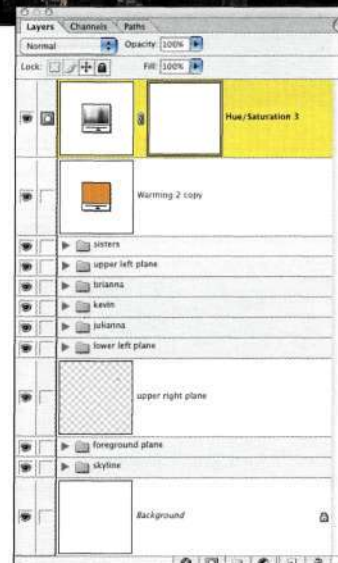 Layers Channels Paths
Normal Opacity: 100%
Lock: Fill: 100%
Hue/Saturation 3
Warming 2 copy
sisters
upper left plane
brianna
kevin
julianna
lower left plane
upper right plane
foreground plane
skyline
Background